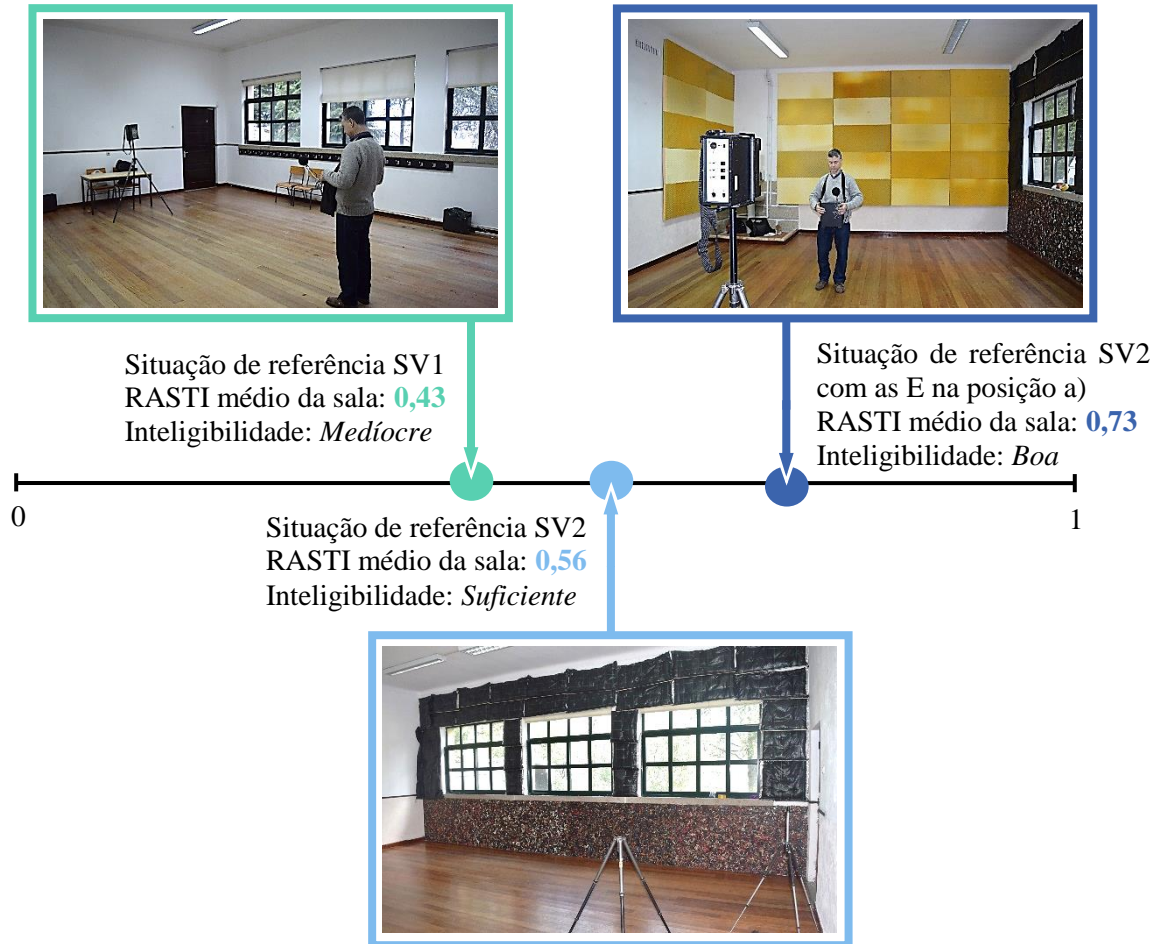 Situação de referência SV1
RASTI médio da sala: 0,43
Inteligibilidade: Medíocre
Situação de referência SV2
com as E na posição a)
RASTI médio da sala: 0,73
Inteligibilidade: Boa
0
1
Situação de referência SV2
RASTI médio da sala: 0,56
Inteligibilidade: Suficiente